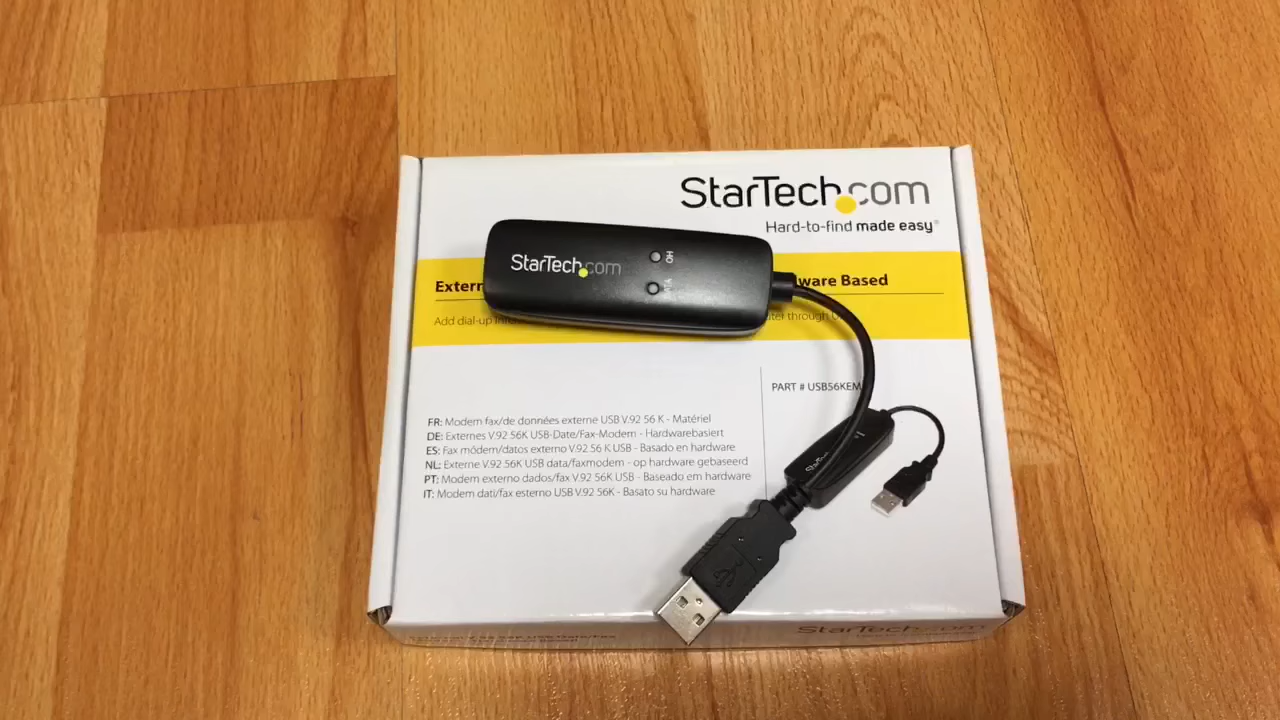 StarTech.com
Hard-to-find made easy®
StarTech.com
OH
Extern
ware Based
Add dial-up
through
PART # USB56KEM
FR: Modem fax/de données externe USB V.92 56 K - Matériel
DE: Externes V.92 56K USB-Date/Fax-Modem - Hardwarebasiert
ES: Fax módem/datos externo V.92 56 K USB - Basado en hardware
NL: Externe V.92 56K USB data/faxmodem - op hardware gebaseerd
PT: Modem externo dados/fax V.92 56K USB - Baseado em hardware
IT: Modem dati/fax esterno USB V.92 56K - Basato su hardware
StarTech.com